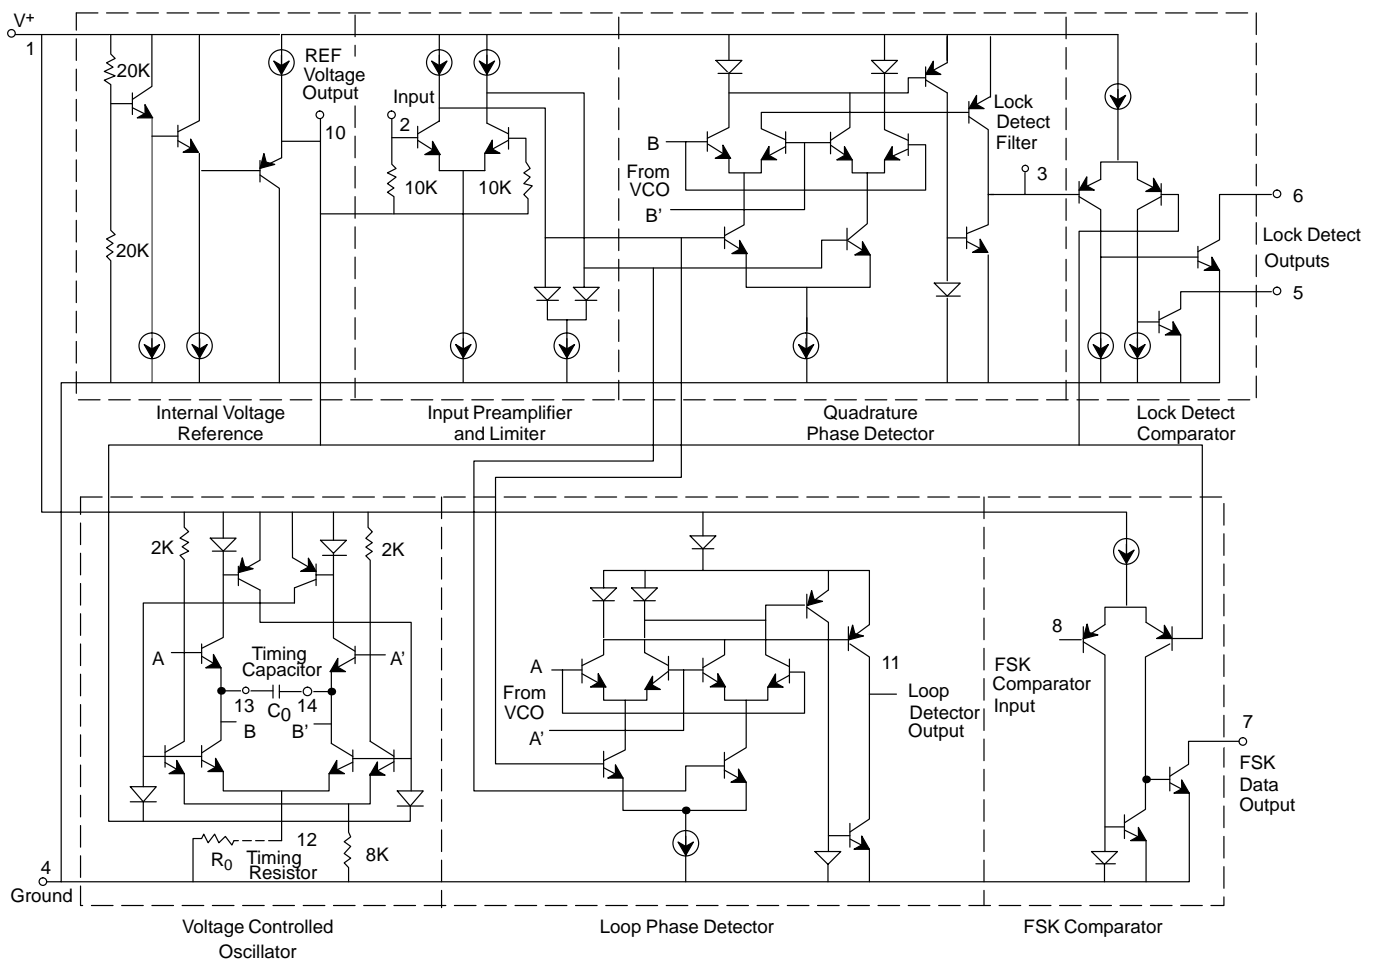 V+
1
20K
20K
REF
Voltage
Output
10
Input
2
10K
10K
B
From
VCO
B'
Lock
Detect
Filter
3
6
Lock Detect
Outputs
5
Internal Voltage
Reference
Input Preamplifier
and Limiter
Quadrature
Phase Detector
Lock Detect
Comparator
2K
2K
A
Timing
Capacitor
A'
13
C0
14
B
B'
12
R0
Timing
Resistor
8K
4
Ground
A
From
VCO
A'
11
Loop
Detector
Output
8
FSK
Comparator
Input
7
FSK
Data
Output
Voltage Controlled
Oscillator
Loop Phase Detector
FSK Comparator